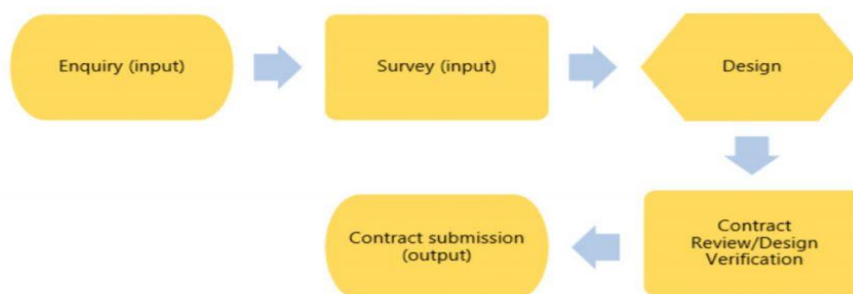 Enquiry (input)
Survey (input)
Design
Contract
Review/Design
Verification
Contract submission
(output)